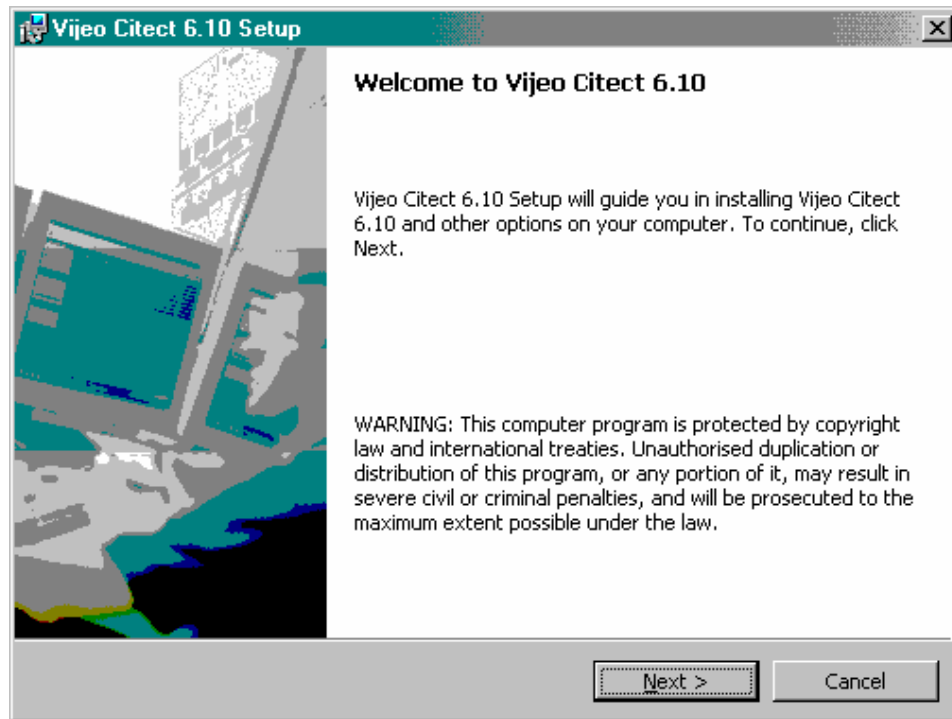 Vijeo Citect 6.10 Setup
Welcome to Vijeo Citect 6.10
Vijeo Citect 6.10 Setup will guide you in installing Vijeo Citect
6.10 and other options on your computer. To continue, click
Next.
WARNING: This computer program is protected by copyright
law and international treaties. Unauthorised duplication or
distribution of this program, or any portion of it, may result in
severe civil or criminal penalties, and will be prosecuted to the
maximum extent possible under the law.
Next >
Cancel